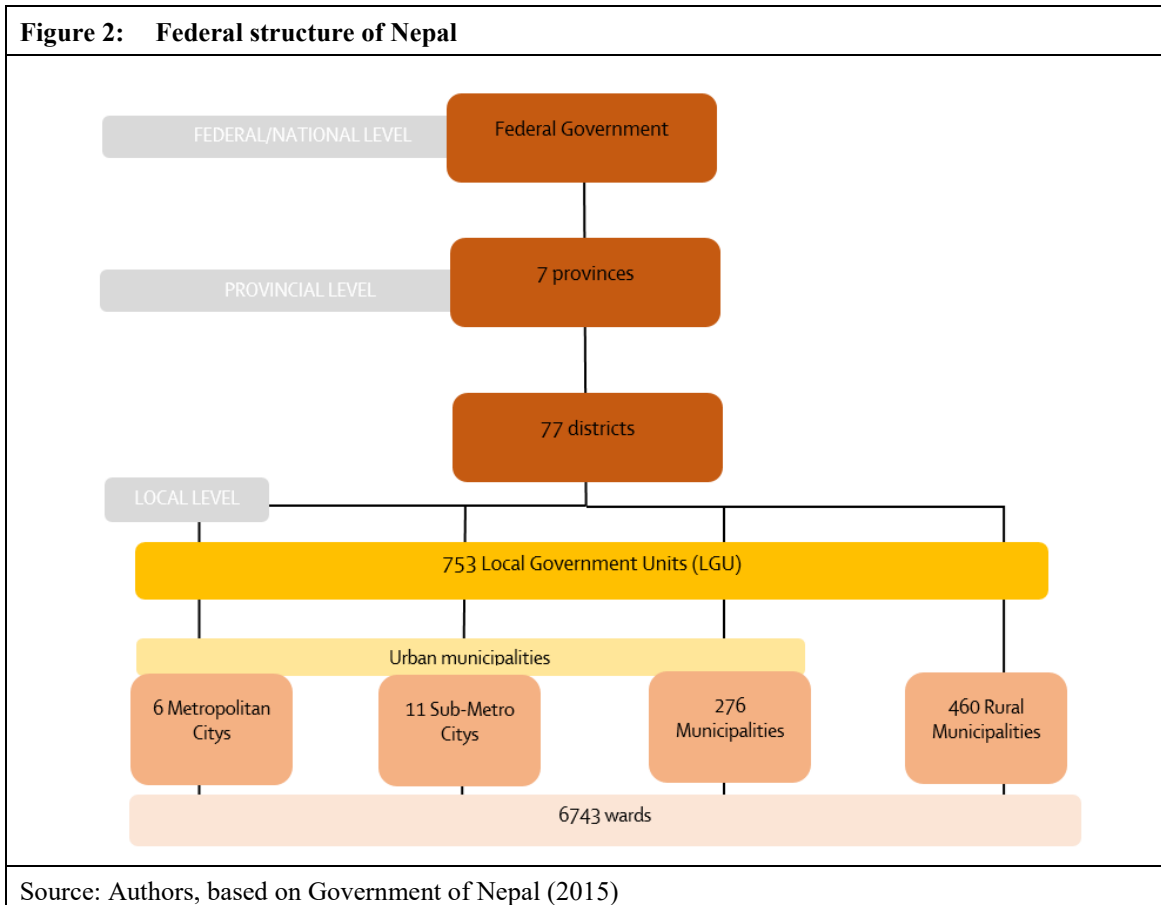 Figure 2: Federal structure of Nepal
FEDERAL/NATIONAL LEVEL
Federal Government
PROVINCIAL LEVEL
7 provinces
77 districts
LOCAL LEVEL
753 Local Government Units (LGU)
Urban municipalities
6 Metropolitan
Citys
11 Sub-Metro
Citys
276
Municipalities
460 Rural
Municipalities
6743 wards
Source: Authors, based on Government of Nepal (2015)